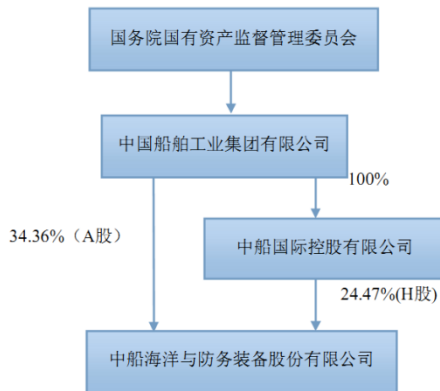 国务院国有资产监督管理委员会
中国船舶工业集团有限公司
100%
34.36%（A股）
中船国际控股有限公司
24.47%(H股)
中船海洋与防务装备股份有限公司